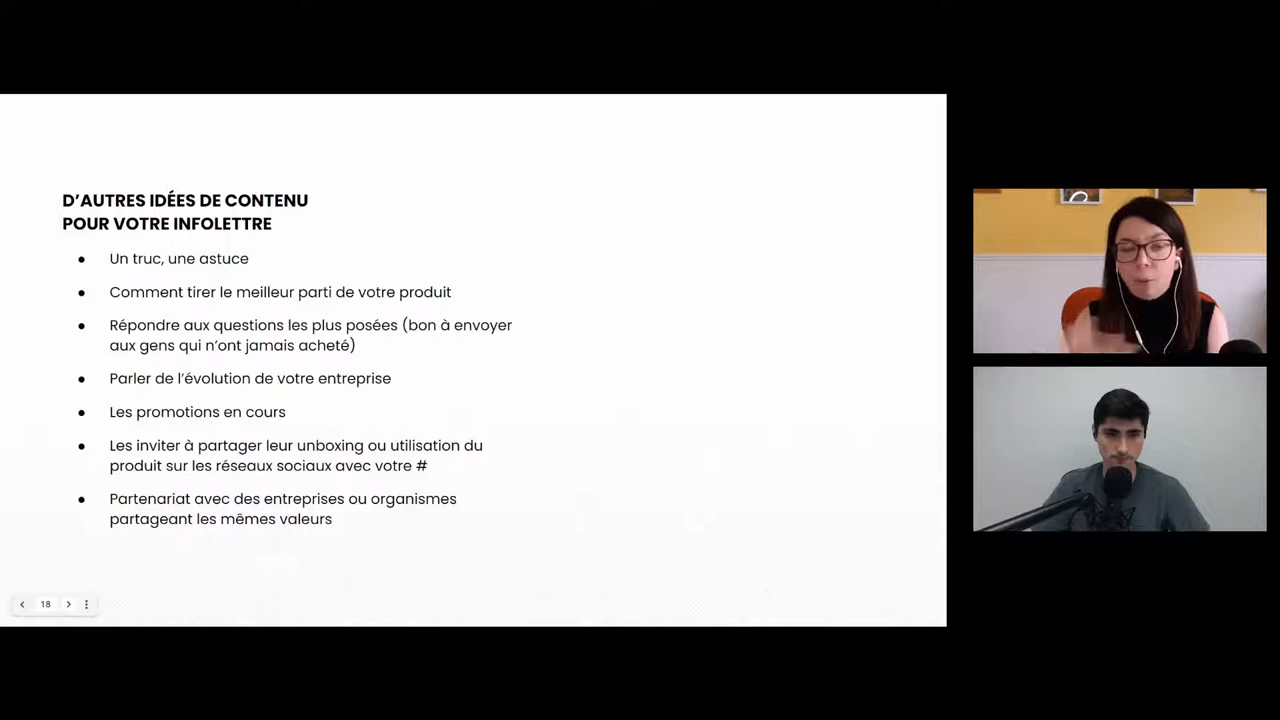 D’AUTRES IDÉES DE CONTENU
POUR VOTRE INFOLETTRE
● Un truc, une astuce
● Comment tirer le meilleur parti de votre produit
● Répondre aux questions les plus posées (bon à envoyer
aux gens qui n’ont jamais acheté)
● Parler de l’évolution de votre entreprise
● Les promotions en cours
● Les inviter à partager leur unboxing ou utilisation du
produit sur les réseaux sociaux avec votre #
● Partenariat avec des entreprises ou organismes
partageant les mêmes valeurs
18